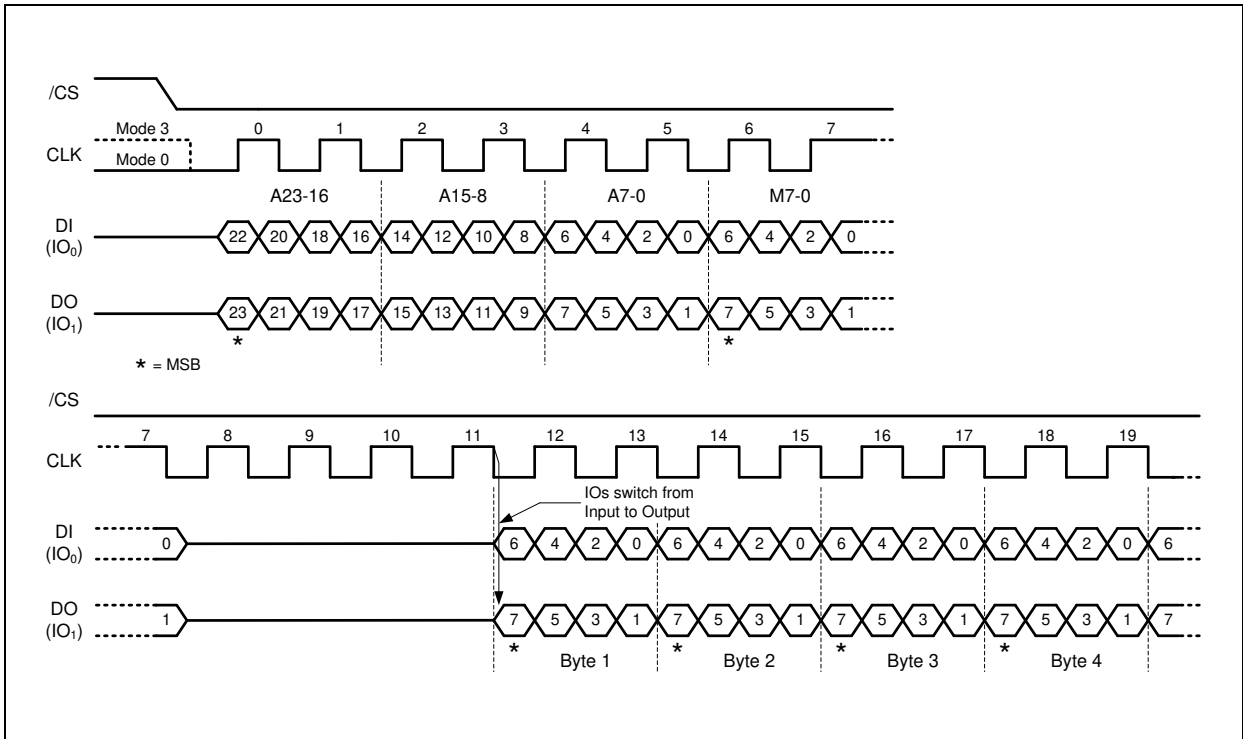 /CS
Mode 3
0 1 2 3 4 5 6 7
CLK
Mode 0
A23-16 A15-8 A7-0 M7-0
DI
(IO0)
22 20 18 16 14 12 10 8 6 4 2 0 6 4 2 0
DO
(IO1)
23 21 19 17 15 13 11 9 7 5 3 1 7 5 3 1
* *
* = MSB
/CS
7 8 9 10 11 12 13 14 15 16 17 18 19
CLK
IOs switch from
Input to Output
DI
(IO0)
0 6 4 2 0 6 4 2 0 6 4 2 0 6 4 2 0 6
DO
(IO1)
1 7 5 3 1 7 5 3 1 7 5 3 1 7 5 3 1 7
* * * *
Byte 1 Byte 2 Byte 3 Byte 4